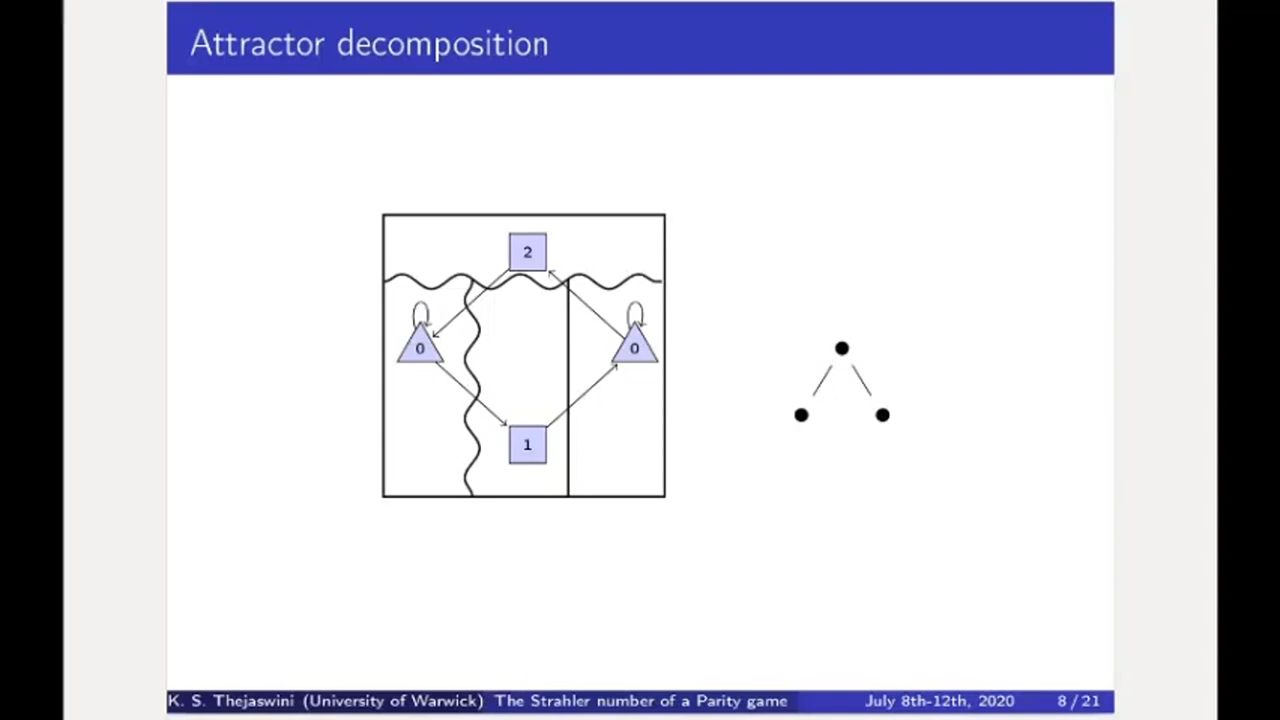 Attractor decomposition
2
0 0
1
K. S. Thejaswini (University of Warwick) The Strahler number of a Parity game July 8th-12th, 2020 8 / 21